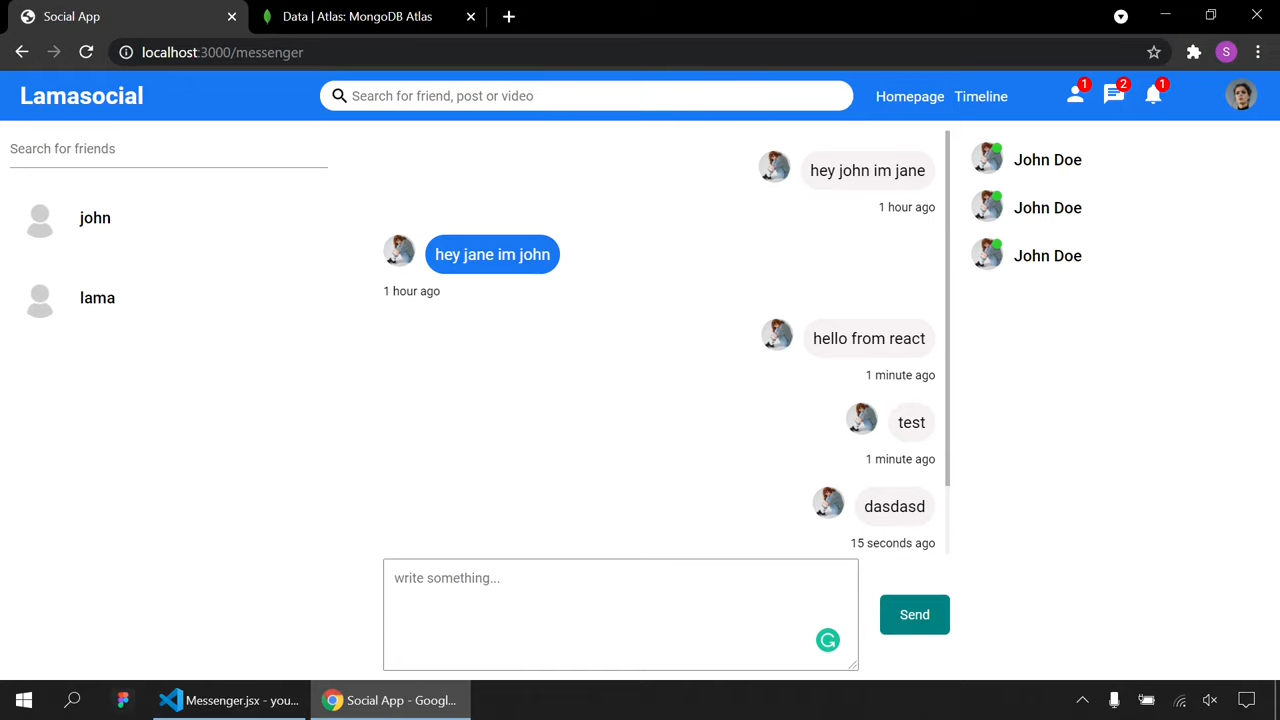 Social App
Data | Atlas: MongoDB Atlas
localhost:3000/messenger
S
Lamasocial
Search for friend, post or video
Homepage Timeline
1
2
1
Search for friends
john
lama
hey john im jane
1 hour ago
hey jane im john
1 hour ago
hello from react
1 minute ago
test
1 minute ago
dasdasd
15 seconds ago
write something...
Send
John Doe
John Doe
John Doe
Messenger.jsx - you...
Social App - Googl...